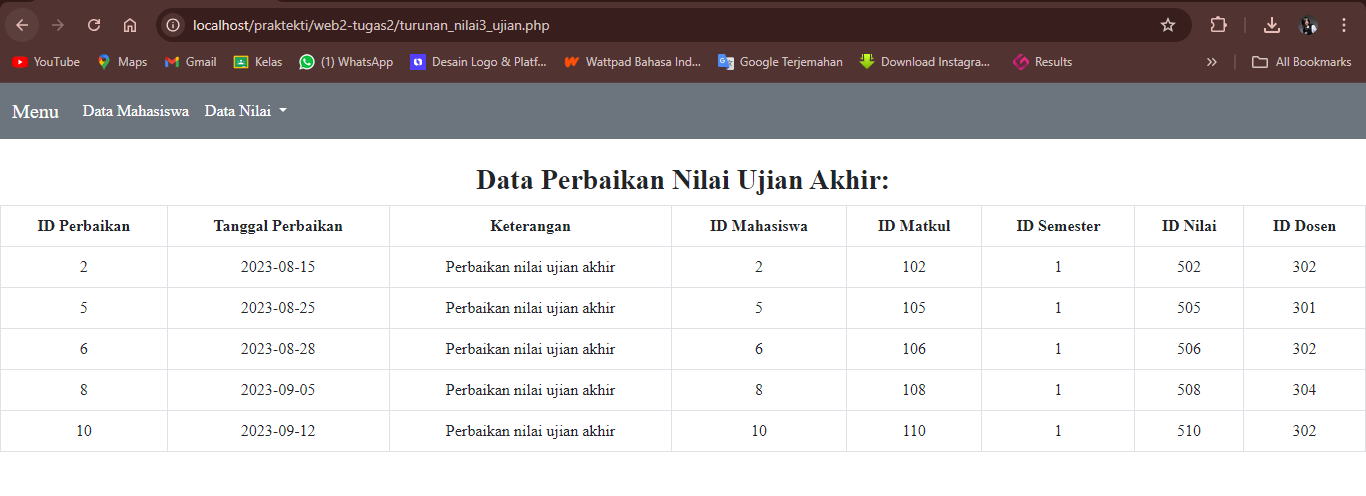 localhost/praktekti/web2-tugas2/turunan_nilai3_ujian.php
YouTube Maps Gmail Kelas (1) WhatsApp Desain Logo & Platf... Wattpad Bahasa Ind... Google Terjemahan Download Instagra... Results » All Bookmarks
Menu Data Mahasiswa Data Nilai
Data Perbaikan Nilai Ujian Akhir:
ID Perbaikan Tanggal Perbaikan Keterangan ID Mahasiswa ID Matkul ID Semester ID Nilai ID Dosen
2 2023-08-15 Perbaikan nilai ujian akhir 2 102 1 502 302
5 2023-08-25 Perbaikan nilai ujian akhir 5 105 1 505 301
6 2023-08-28 Perbaikan nilai ujian akhir 6 106 1 506 302
8 2023-09-05 Perbaikan nilai ujian akhir 8 108 1 508 304
10 2023-09-12 Perbaikan nilai ujian akhir 10 110 1 510 302